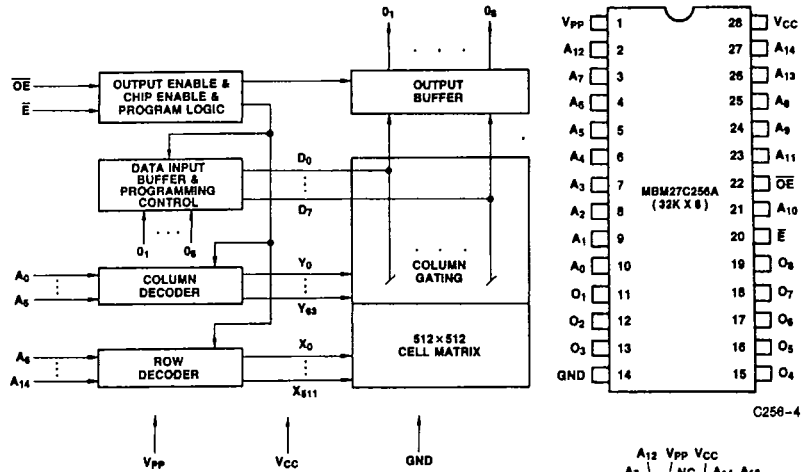 OE
E
OUTPUT ENABLE &
CHIP ENABLE &
PROGRAM LOGIC
O1 . . . O8
OUTPUT
BUFFER
DATA INPUT
BUFFER &
PROGRAMMING
CONTROL
D0
D7
O1 . . . O8
A0
A5
COLUMN
DECODER
Y0
Y63
COLUMN
GATING
A6
A14
ROW
DECODER
X0
X511
512×512
CELL MATRIX
VPP
VCC
GND
VPP 1 28 VCC
A12 2 27 A14
A7 3 26 A13
A6 4 25 A8
A5 5 24 A9
A4 6 23 A11
A3 7 22 OE
A2 8 21 A10
A1 9 20 E
A0 10 19 O8
O1 11 18 O7
O2 12 17 O6
O3 13 16 O5
GND 14 15 O4
MBM27C256A
(32K X 8)
C256-4
A12 VPP VCC
NC